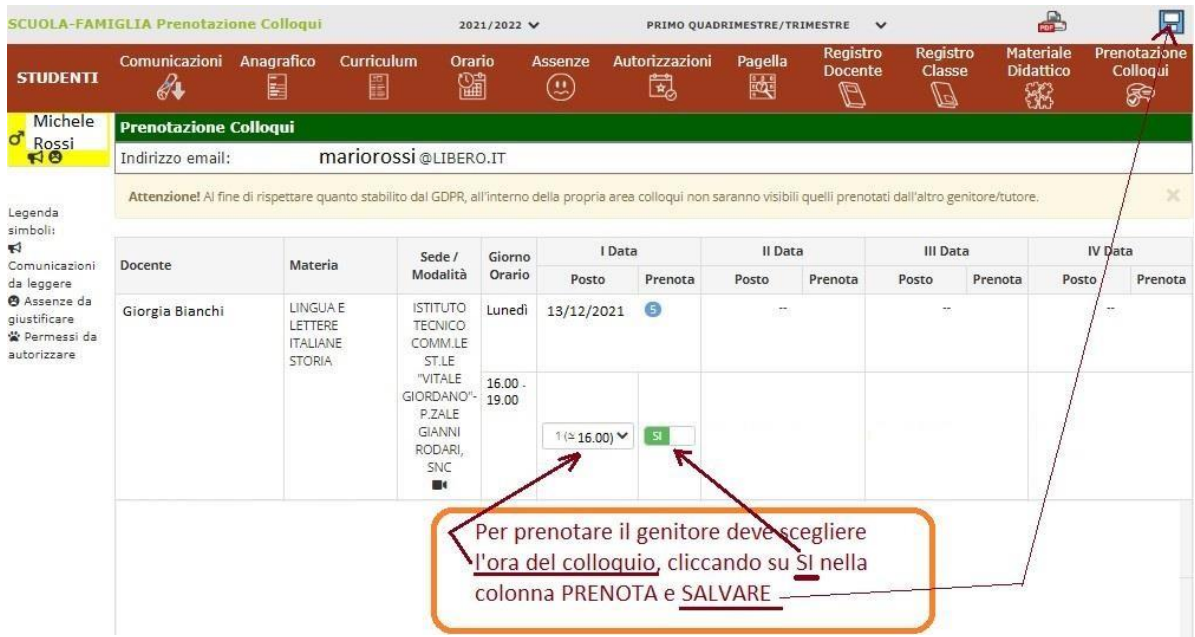 SCUOLA-FAMIGLIA Prenotazione Colloqui 2021/2022 PRIMO QUADRIMESTRE/TRIMESTRE PDF
STUDENTI
Comunicazioni
Anagrafico
Curriculum
Orario
Assenze
Autorizzazioni
Pagella
Registro
Docente
Registro
Classe
Materiale
Didattico
Prenotazione
Colloqui
Michele
Rossi
Prenotazione Colloqui
Indirizzo email: mariorossi @LIBERO.IT
Attenzione! Al fine di rispettare quanto stabilito dal GDPR, all'interno della propria area colloqui non saranno visibili quelli prenotati dall'altro genitore/tutore. ×
Legenda
simboli:
Comunicazioni
da leggere
Assenze da
giustificare
Permessi da
autorizzare
Docente
Materia
Sede /
Modalità
Giorno
Orario
I Data
II Data
III Data
IV Data
Posto Prenota Posto Prenota Posto Prenota Posto Prenota
Giorgia Bianchi
LINGUA E
LETTERE
ITALIANE
STORIA
ISTITUTO
TECNICO
COMM.LE
ST.LE
"VITALE
GIORDANO"-
P.ZALE
GIANNI
RODARI,
SNC
Lunedì
13/12/2021 5 -- -- --
16.00 -
19.00
1 (≃ 16.00) SI
Per prenotare il genitore deve scegliere
l'ora del colloquio, cliccando su SI nella
colonna PRENOTA e SALVARE